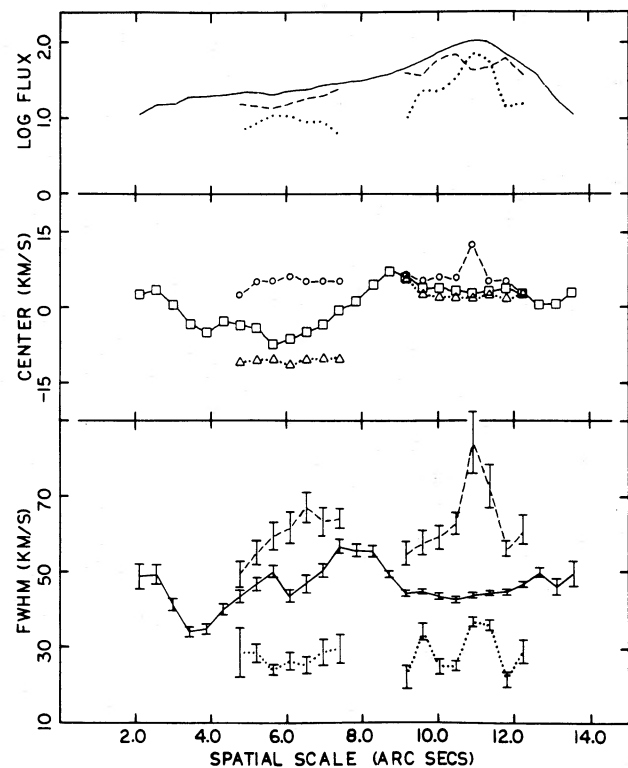 LOG FLUX
2.0
1.0
0
CENTER (KM/S)
15
0
-15
FWHM (KM/S)
70
50
30
10
2.0 4.0 6.0 8.0 10.0 12.0 14.0
SPATIAL SCALE (ARC SECS)